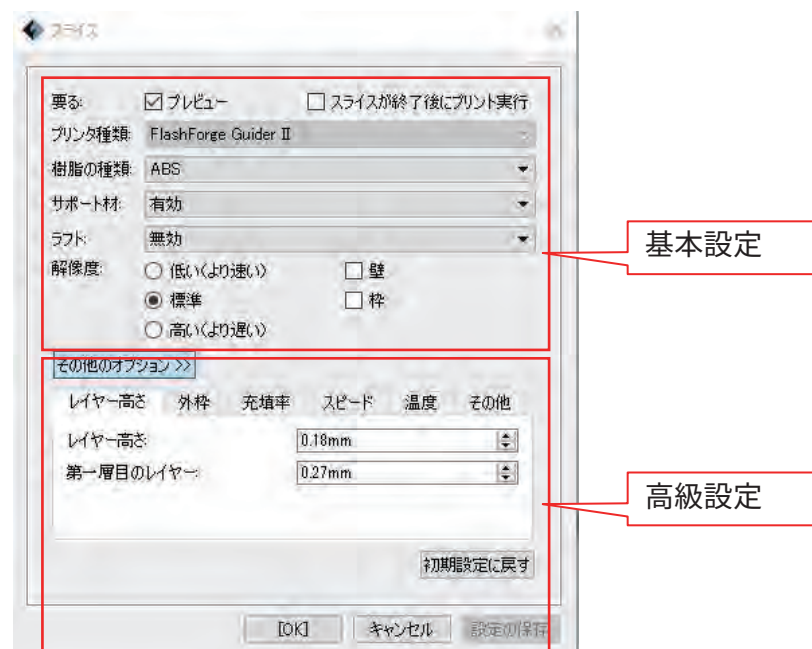 スライス
要る: プレビュー スライスが終了後にプリント実行
プリンタ種類: FlashForge Guider II
樹脂の種類: ABS
サポート材: 有効
ラフト: 無効
解像度: 低い(より速い) 壁
標準 枠
高い(より遅い)
基本設定
その他のオプション >>
レイヤー高さ 外枠 充填率 スピード 温度 その他
レイヤー高さ: 0.18mm
第一層目のレイヤー: 0.27mm
高級設定
初期設定に戻す
[OK] キャンセル 設定の保存